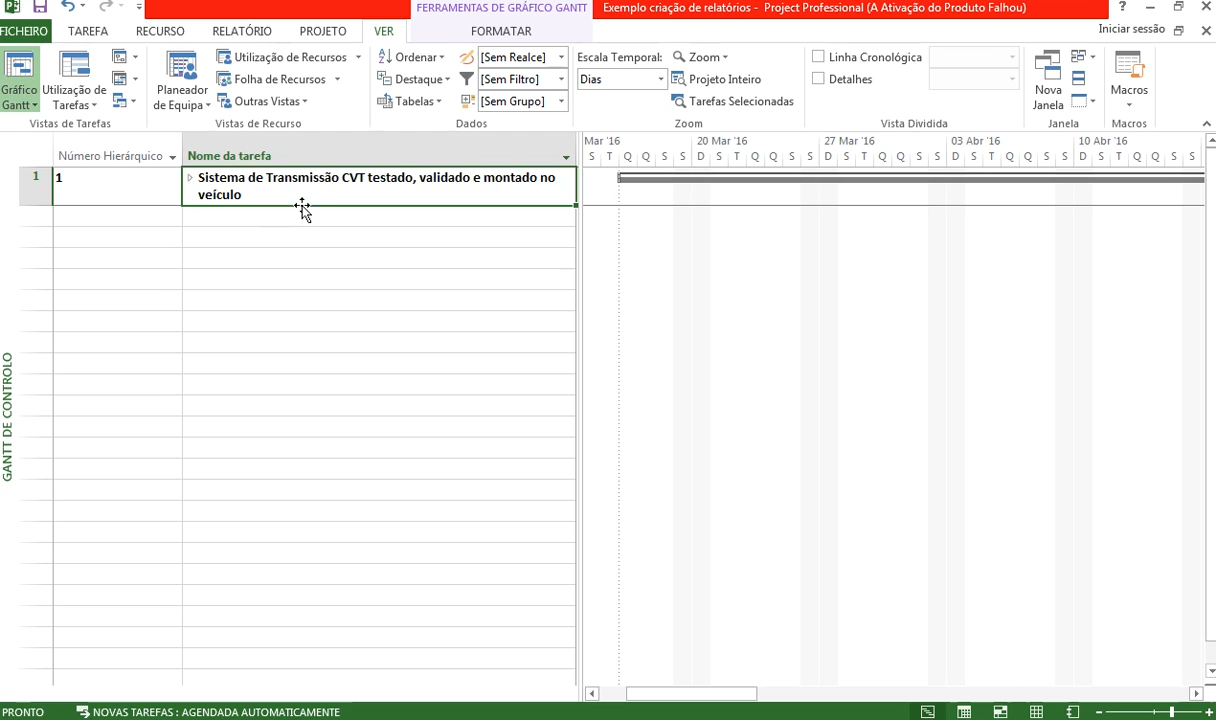 FERRAMENTAS DE GRÁFICO GANTT
Exemplo criação de relatórios - Project Professional (A Ativação do Produto Falhou)
FICHEIRO TAREFA RECURSO RELATÓRIO PROJETO VER FORMATAR Iniciar sessão
Gráfico Gantt
Utilização de Tarefas
Vistas de Tarefas
Planeador de Equipa
Utilização de Recursos
Folha de Recursos
Outras Vistas
Vistas de Recurso
Ordenar
Destaque
Tabelas
[Sem Realce]
[Sem Filtro]
[Sem Grupo]
Dados
Escala Temporal:
Dias
Zoom
Projeto Inteiro
Tarefas Selecionadas
Zoom
Linha Cronológica
Detalhes
Vista Dividida
Nova Janela
Janela
Macros
Macros
Número Hierárquico
Nome da tarefa
Mar '16 20 Mar '16 27 Mar '16 03 Abr '16 10 Abr '16
S T Q Q S S D S T Q Q S S D S T Q Q S S D S T Q Q S S D S T Q Q S S
1 1 Sistema de Transmissão CVT testado, validado e montado no
veículo
GANTT DE CONTROLO
PRONTO NOVAS TAREFAS : AGENDADA AUTOMATICAMENTE